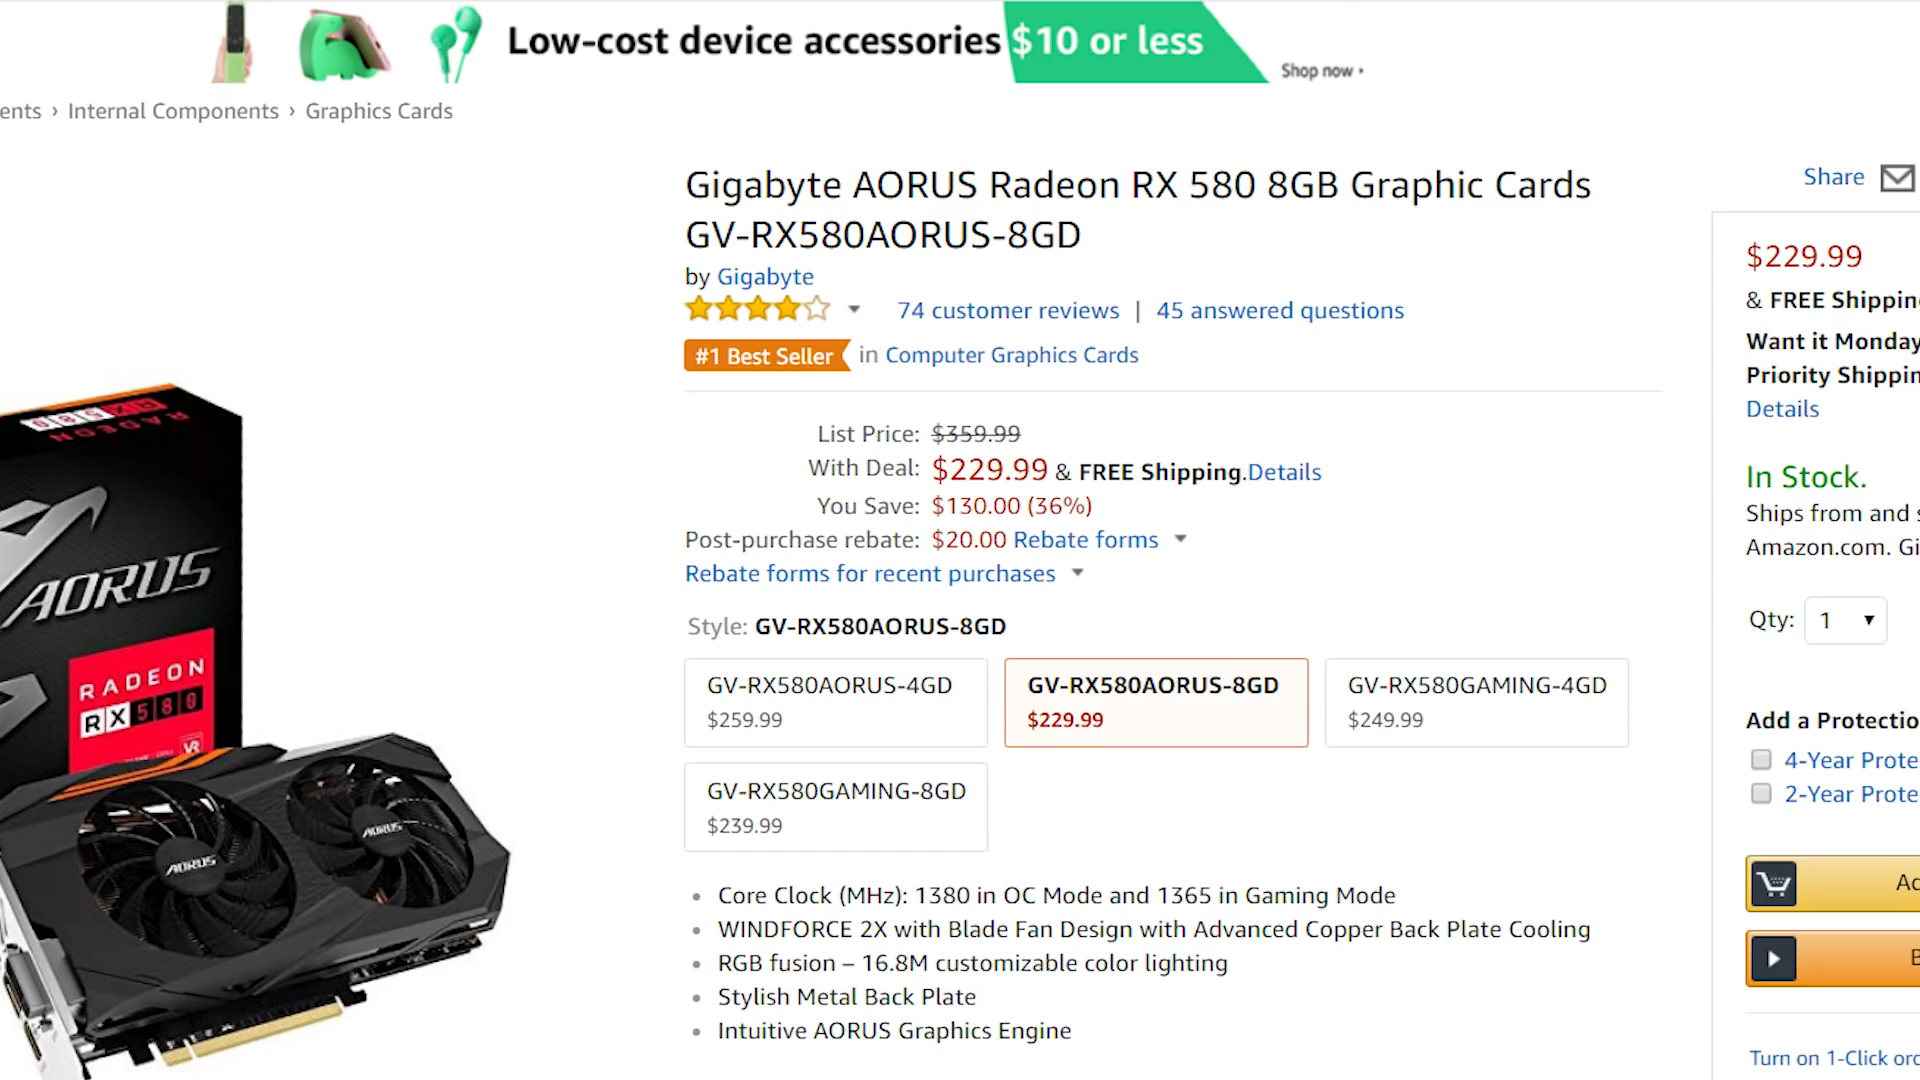 Low-cost device accessories $10 or less
Shop now
ents › Internal Components › Graphics Cards
Share
Gigabyte AORUS Radeon RX 580 8GB Graphic Cards
GV-RX580AORUS-8GD
by Gigabyte
74 customer reviews | 45 answered questions
#1 Best Seller in Computer Graphics Cards
List Price: $359.99
With Deal: $229.99 & FREE Shipping.Details
You Save: $130.00 (36%)
Post-purchase rebate: $20.00 Rebate forms
Rebate forms for recent purchases
Style: GV-RX580AORUS-8GD
GV-RX580AORUS-4GD
$259.99
GV-RX580AORUS-8GD
$229.99
GV-RX580GAMING-4GD
$249.99
GV-RX580GAMING-8GD
$239.99
• Core Clock (MHz): 1380 in OC Mode and 1365 in Gaming Mode
• WINDFORCE 2X with Blade Fan Design with Advanced Copper Back Plate Cooling
• RGB fusion – 16.8M customizable color lighting
• Stylish Metal Back Plate
• Intuitive AORUS Graphics Engine
$229.99
& FREE Shippin
Want it Monday
Priority Shippin
Details
In Stock.
Ships from and s
Amazon.com. Gi
Qty: 1
Add a Protectio
4-Year Prote
2-Year Prote
Ad
B
Turn on 1-Click ord
RADEON
RX 580
AORUS
RADEON
RX 580
VR
AORUS
AORUS